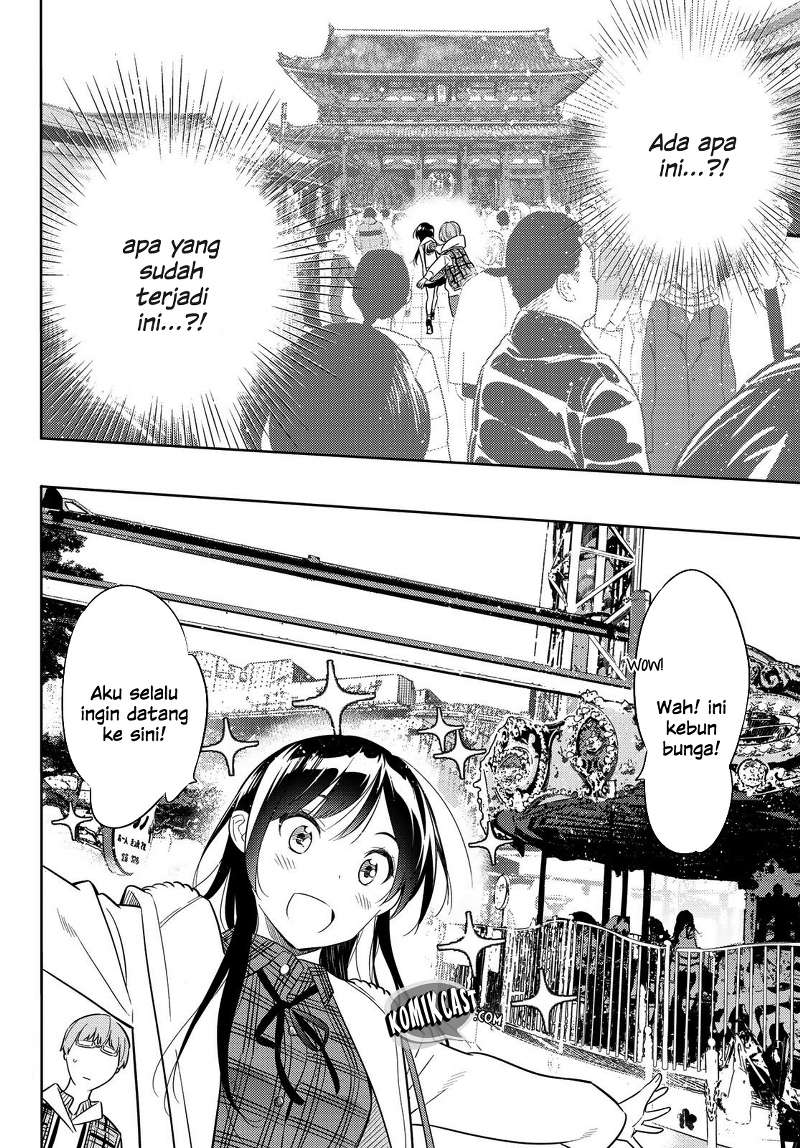 Ada apa
ini...?!
apa yang
sudah
terjadi
ini...?!
WOW!
Wah! ini
kebun
bunga!
Aku selalu
ingin datang
ke sini!
KOMIKCAST
.COM